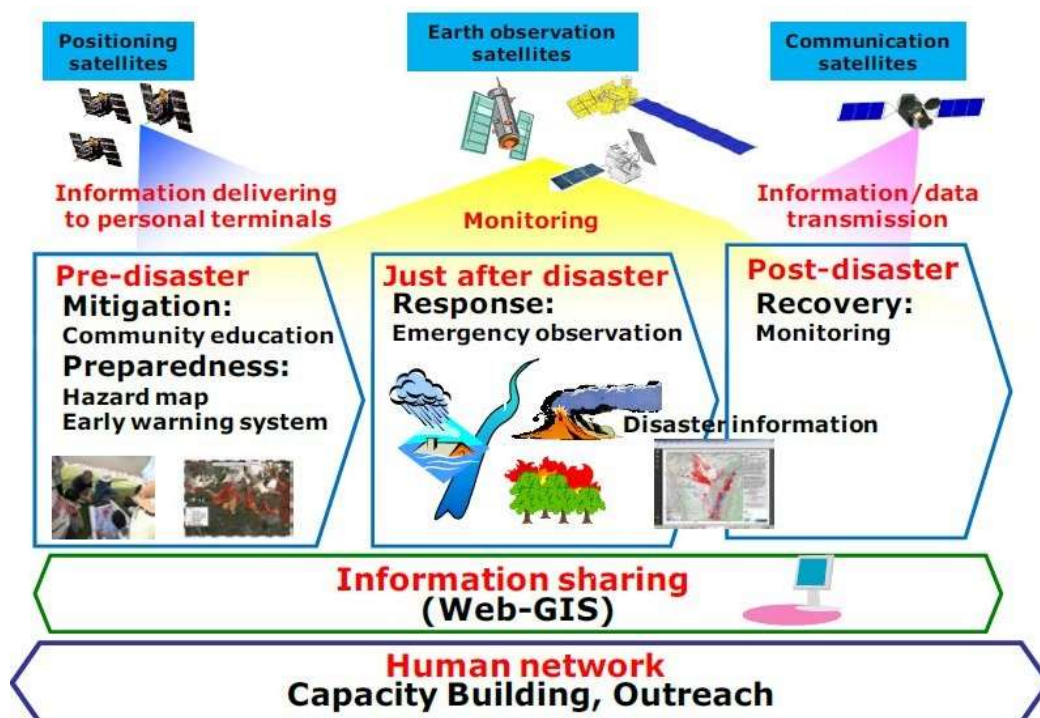 Positioning
satellites
Earth observation
satellites
Communication
satellites
Information delivering
to personal terminals
Monitoring
Information/data
transmission
Pre-disaster
Mitigation:
Community education
Preparedness:
Hazard map
Early warning system
Just after disaster
Response:
Emergency observation
Disaster information
Post-disaster
Recovery:
Monitoring
Information sharing
(Web-GIS)
Human network
Capacity Building, Outreach